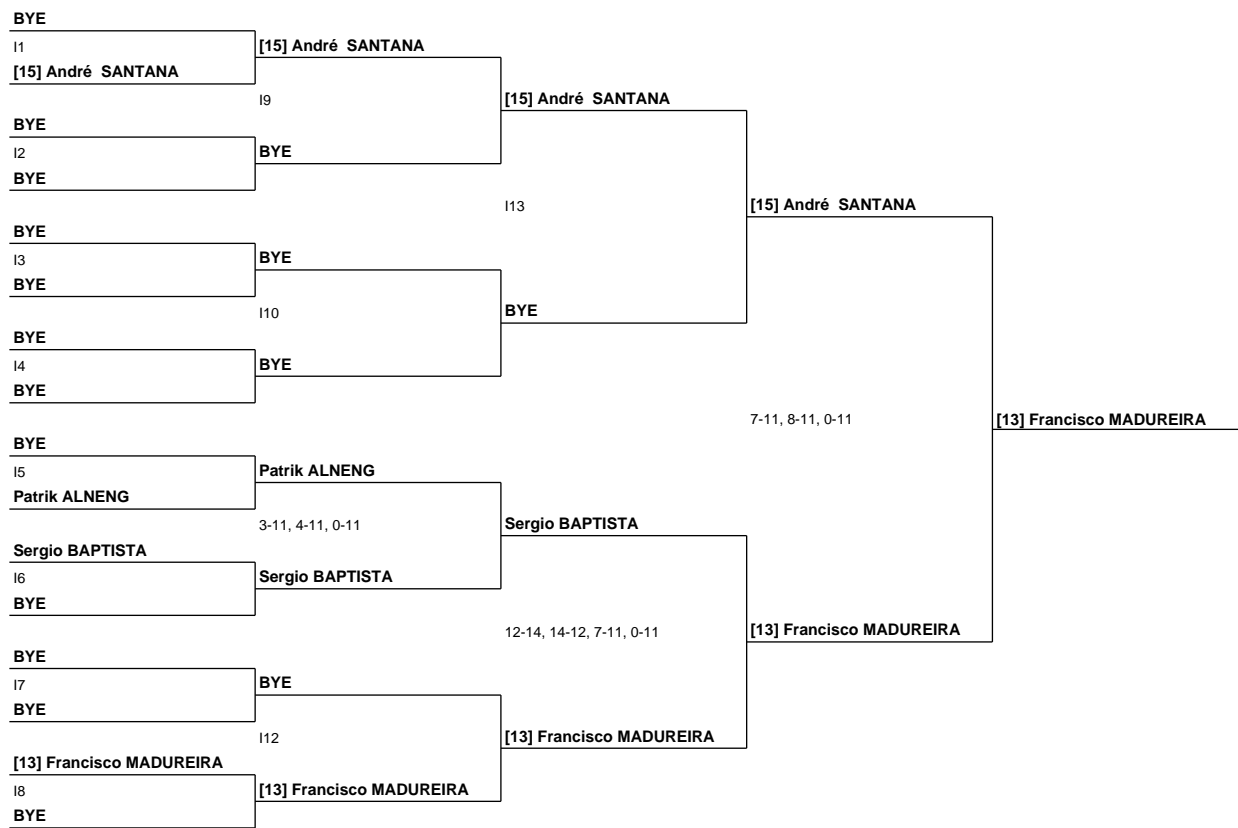 BYE
I1
[15] André  SANTANA
[15] André  SANTANA
I9
[15] André  SANTANA
BYE
I2
BYE
BYE
I13
[15] André  SANTANA
BYE
I3
BYE
BYE
I10
BYE
BYE
I4
BYE
BYE
7-11, 8-11, 0-11
[13] Francisco MADUREIRA
BYE
I5
Patrik ALNENG
Patrik ALNENG
3-11, 4-11, 0-11
Sergio BAPTISTA
Sergio BAPTISTA
I6
BYE
Sergio BAPTISTA
12-14, 14-12, 7-11, 0-11
[13] Francisco MADUREIRA
BYE
I7
BYE
BYE
I12
[13] Francisco MADUREIRA
[13] Francisco MADUREIRA
I8
BYE
[13] Francisco MADUREIRA